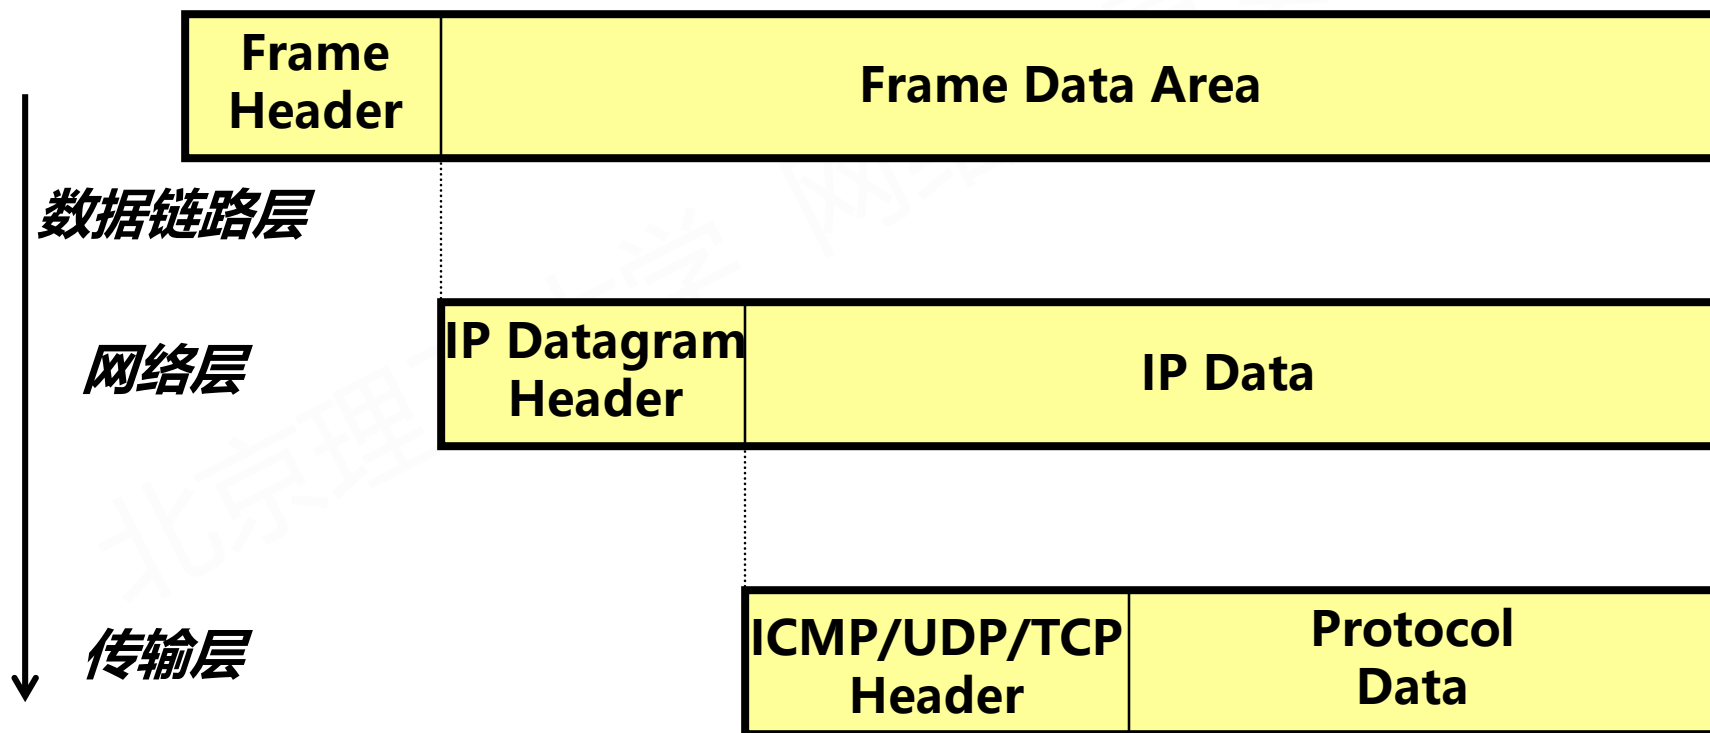 Frame
Header
Frame Data Area
数据链路层
IP Datagram
Header
IP Data
网络层
ICMP/UDP/TCP
Header
Protocol
Data
传输层